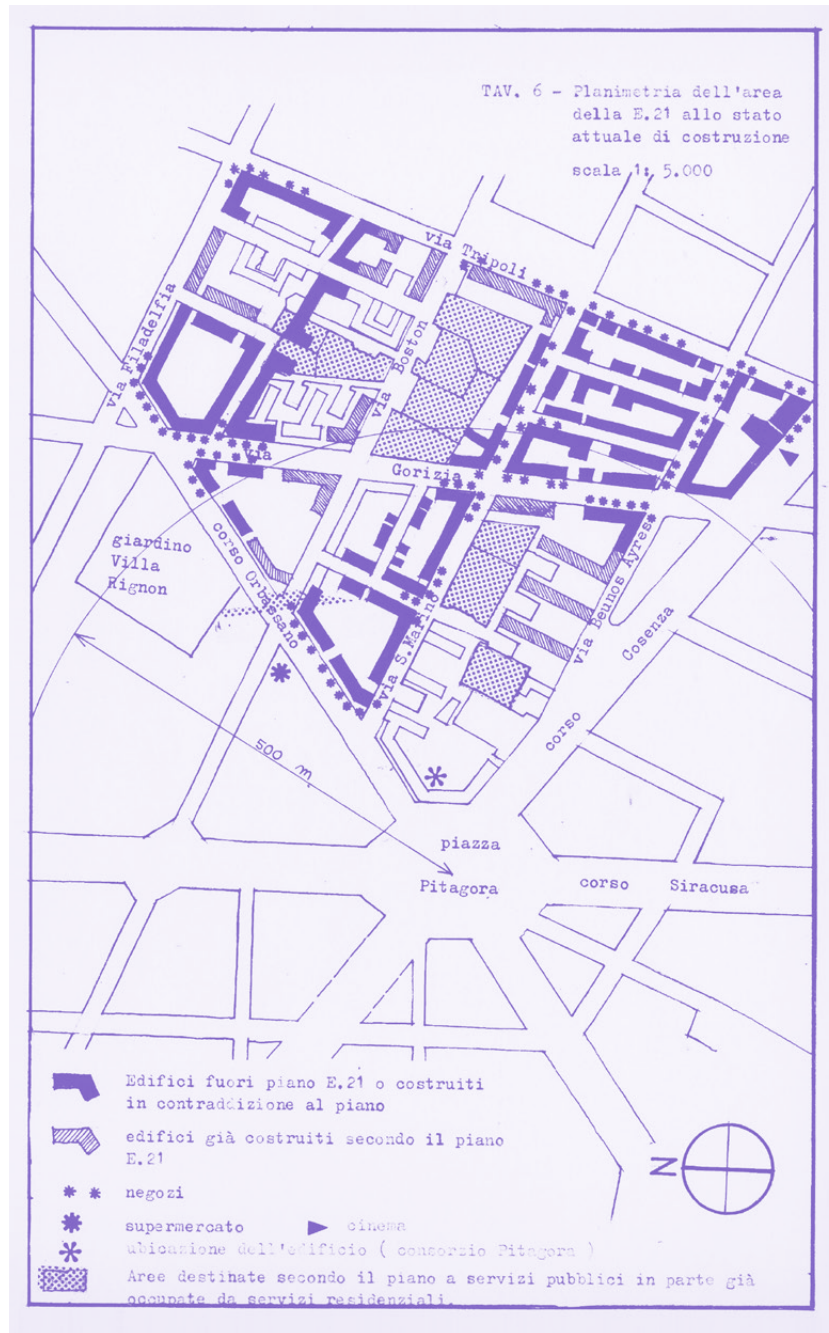 TAV. 6 - Planimetria dell'area
della E.21 allo stato
attuale di costruzione
scala 1: 5.000
via Tripoli
via Filadelfia
via Boston
via
Gorizia
giardino
Villa
Rignon
corso Orbassano
via S.Marino
via Beunos Ayres
corso Cosenza
500 m
piazza
Pitagora
corso Siracusa
Edifici fuori piano E.21 o costruiti
in contraddizione al piano
edifici già costruiti secondo il piano
E.21
negozi
supermercato
cinema
ubicazione dell'edificio ( consorzio Pitagora )
N
Aree destinate secondo il piano a servizi pubblici in parte già
occupate da servizi residenziali.